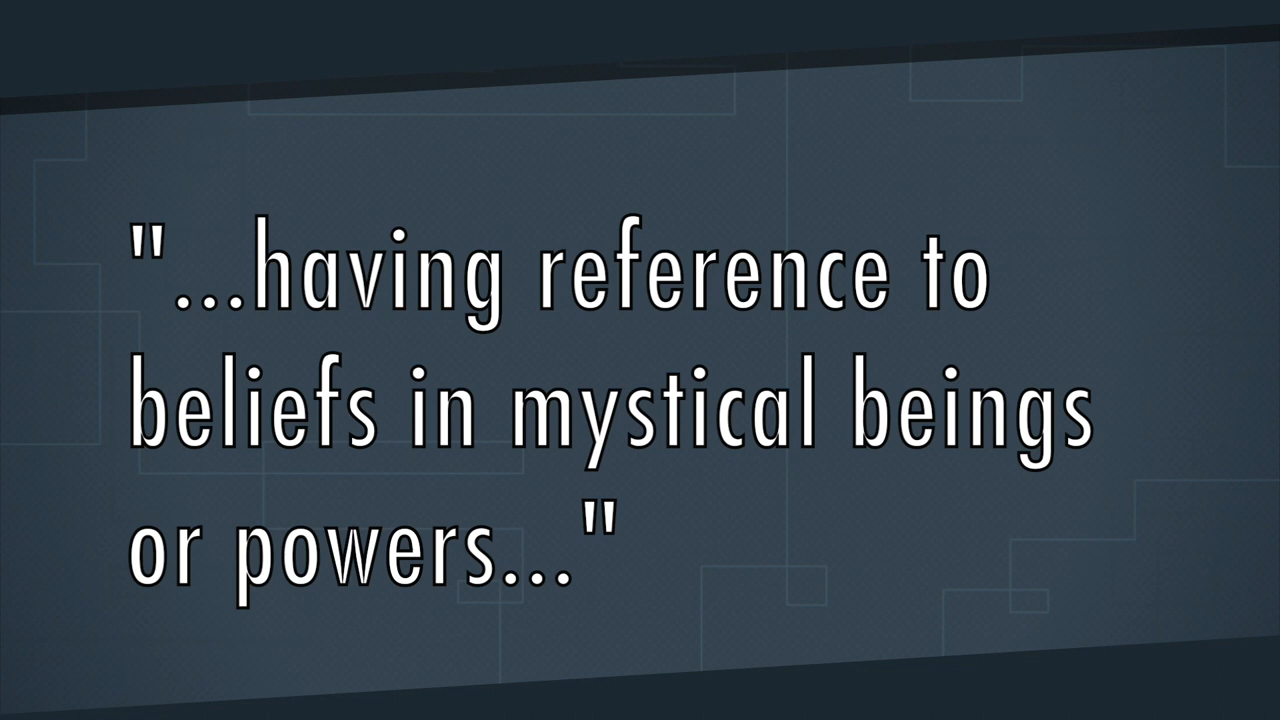 "...having reference to
beliefs in mystical beings
or powers..."